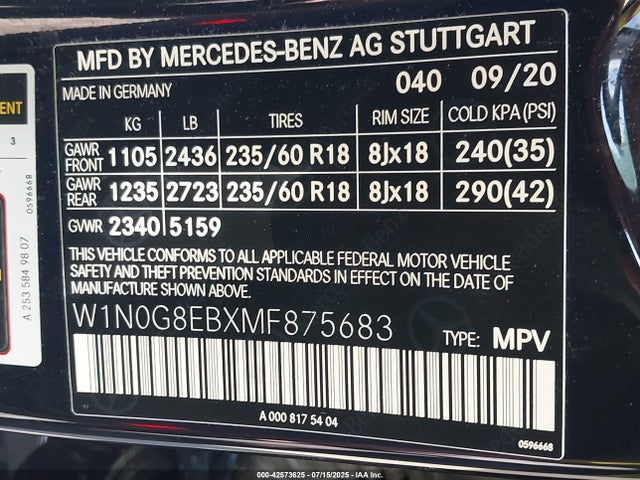 MFD BY MERCEDES-BENZ AG STUTTGART
MADE IN GERMANY 040 09/20
KG LB TIRES RIM SIZE COLD KPA (PSI)
GAWR FRONT 1105 2436 235/60 R18 8Jx18 240(35)
GAWR REAR 1235 2723 235/60 R18 8Jx18 290(42)
GVWR 2340 5159
THIS VEHICLE CONFORMS TO ALL APPLICABLE FEDERAL MOTOR VEHICLE
SAFETY AND THEFT PREVENTION STANDARDS IN EFFECT ON THE DATE OF
MANUFACTURE SHOWN ABOVE.
W1N0G8EBXMF875683 TYPE: MPV
A 000 817 54 04
0596668
3
0596668
A 253 584 98 07
000-42573625 - 07/15/2025 - IAA Inc.